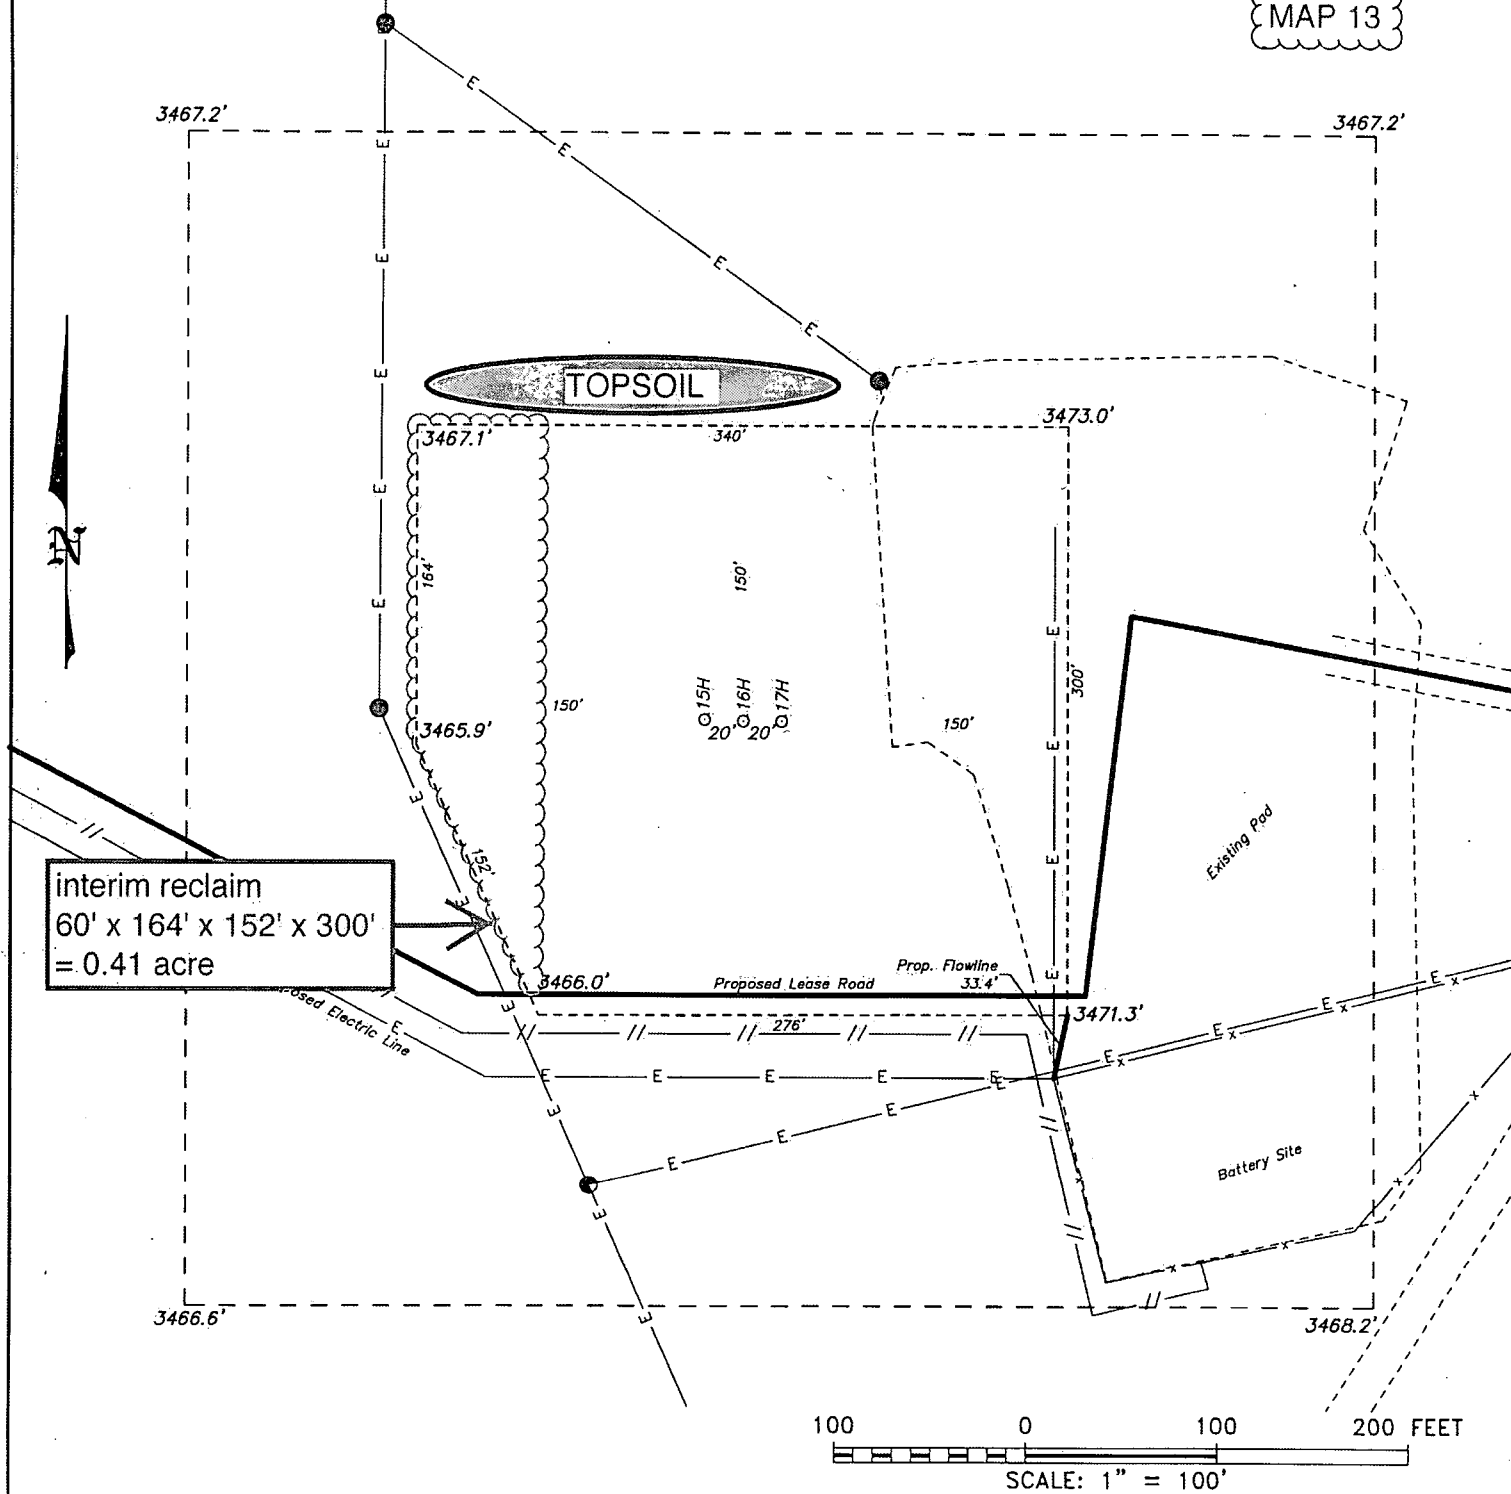 MAP 13
3467.2'
3467.2'
E
E
E
E
E
E
E
E
E
TOPSOIL
3467.1'
340'
3473.0'
N
164'
150'
E
300'
15H
16H
17H
20'
20'
150'
150'
3465.9'
E
E
E
152'
E
E
//
Existing Pad
interim reclaim
60' x 164' x 152' x 300'
= 0.41 acre
3466.0'
Proposed Lease Road
Prop. Flowline
33.4'
E
3471.3'
276'
// // // // //
osed Electric Line
E
E
E E E E E
E E E E E E E
x x x
E
E
E
E
//
//
//
x
x
x
x
x
Battery Site
3466.6'
3468.2'
100 0 100 200 FEET
SCALE: 1" = 100'